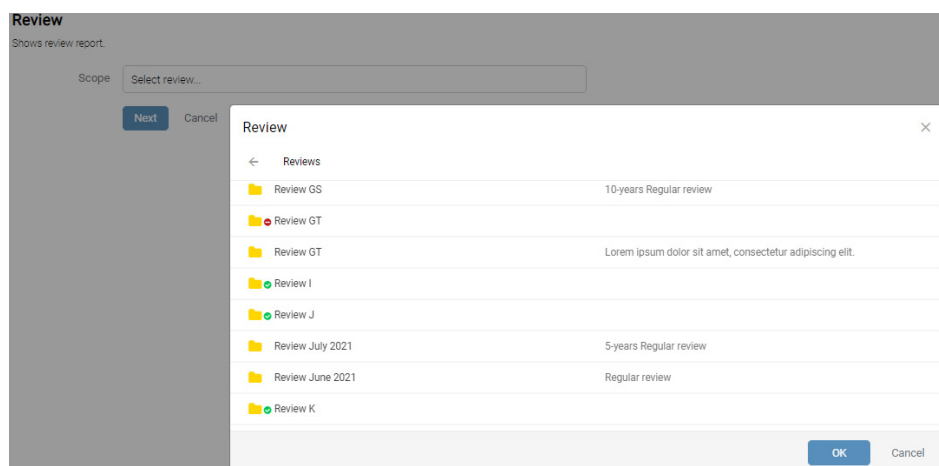 Review
Shows review report.
Scope Select review...
Next Cancel
Review
Reviews
Review GS 10-years Regular review
Review GT
Review GT Lorem ipsum dolor sit amet, consectetur adipiscing elit.
Review I
Review J
Review July 2021 5-years Regular review
Review June 2021 Regular review
Review K
OK Cancel